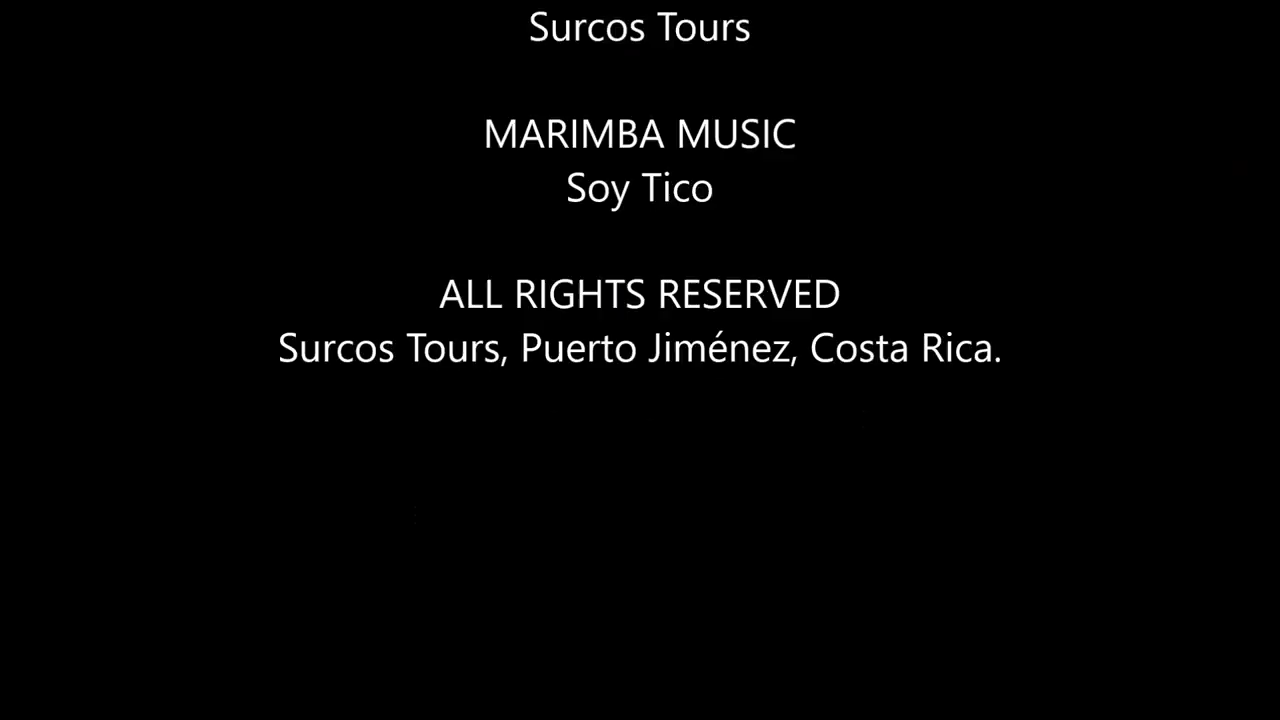 Surcos Tours
MARIMBA MUSIC
Soy Tico
ALL RIGHTS RESERVED
Surcos Tours, Puerto Jiménez, Costa Rica.